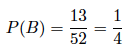 P(B) = 13/52 = 1/4